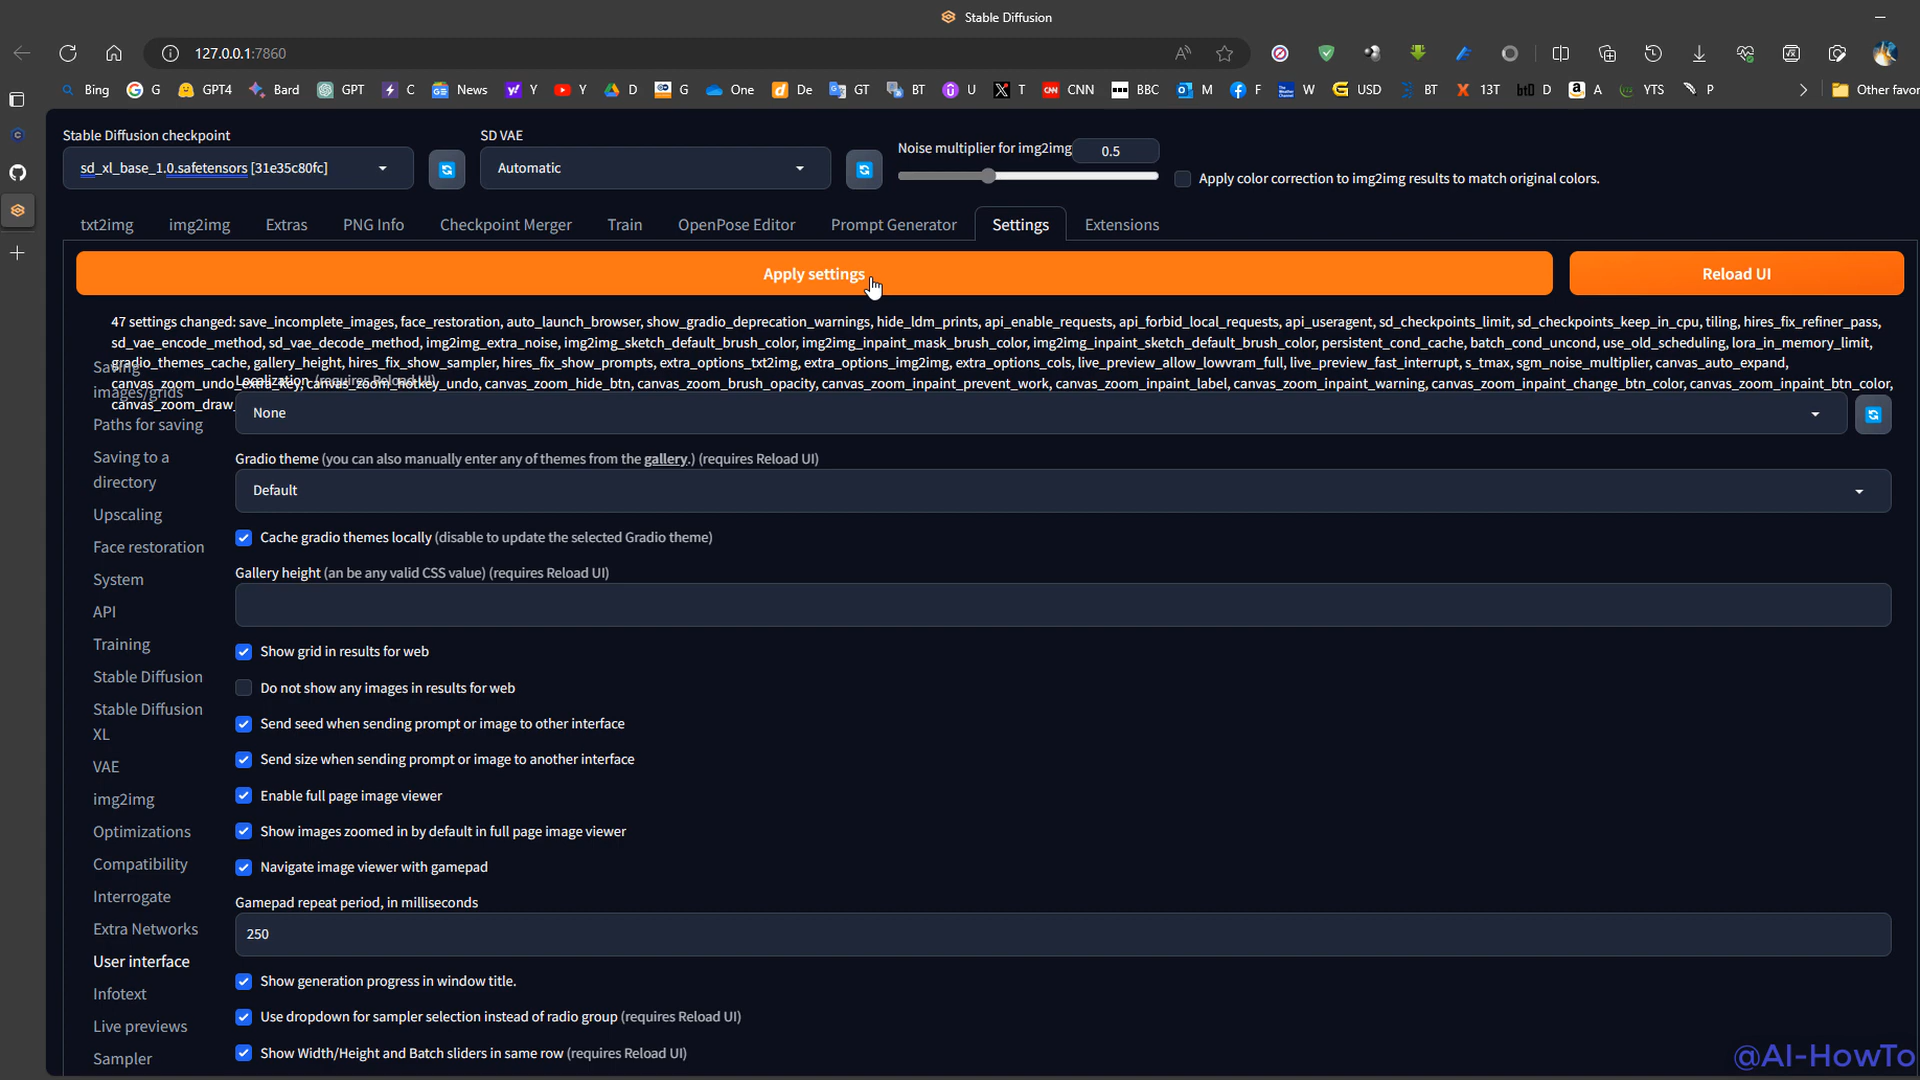 Stable Diffusion
127.0.0.1:7860
Bing G GPT4 Bard GPT C News Y Y D G One De GT BT U T CNN BBC M F W USD BT 13T D A YTS P Other favor
Stable Diffusion checkpoint
SD VAE
Noise multiplier for img2img
0.5
sd_xl_base_1.0.safetensors [31e35c80fc]
Automatic
Apply color correction to img2img results to match original colors.
txt2img img2img Extras PNG Info Checkpoint Merger Train OpenPose Editor Prompt Generator Settings Extensions
Apply settings
Reload UI
47 settings changed: save_incomplete_images, face_restoration, auto_launch_browser, show_gradio_deprecation_warnings, hide_ldm_prints, api_enable_requests, api_forbid_local_requests, api_useragent, sd_checkpoints_limit, sd_checkpoints_keep_in_cpu, tiling, hires_fix_refiner_pass,
sd_vae_encode_method, sd_vae_decode_method, img2img_extra_noise, img2img_sketch_default_brush_color, img2img_inpaint_mask_brush_color, img2img_inpaint_sketch_default_brush_color, persistent_cond_cache, batch_cond_uncond, use_old_scheduling, lora_in_memory_limit,
gradio_themes_cache, gallery_height, hires_fix_show_sampler, hires_fix_show_prompts, extra_options_txt2img, extra_options_img2img, extra_options_cols, live_preview_allow_lowvram_full, live_preview_fast_interrupt, s_tmax, sgm_noise_multiplier, canvas_auto_expand,
canvas_zoom_undo_extra_key, canvas_zoom_hotkey_undo, canvas_zoom_hide_btn, canvas_zoom_brush_opacity, canvas_zoom_inpaint_prevent_work, canvas_zoom_inpaint_label, canvas_zoom_inpaint_warning, canvas_zoom_inpaint_change_btn_color, canvas_zoom_inpaint_btn_color,
canvas_zoom_draw_
Saving
images/grids
Paths for saving
Saving to a
directory
Upscaling
Face restoration
System
API
Training
Stable Diffusion
Stable Diffusion
XL
VAE
img2img
Optimizations
Compatibility
Interrogate
Extra Networks
User interface
Infotext
Live previews
Sampler
Localization (requires Reload UI)
None
Gradio theme (you can also manually enter any of themes from the gallery.) (requires Reload UI)
Default
Cache gradio themes locally (disable to update the selected Gradio theme)
Gallery height (an be any valid CSS value) (requires Reload UI)
Show grid in results for web
Do not show any images in results for web
Send seed when sending prompt or image to other interface
Send size when sending prompt or image to another interface
Enable full page image viewer
Show images zoomed in by default in full page image viewer
Navigate image viewer with gamepad
Gamepad repeat period, in milliseconds
250
Show generation progress in window title.
Use dropdown for sampler selection instead of radio group (requires Reload UI)
Show Width/Height and Batch sliders in same row (requires Reload UI)
@AI-HowTo